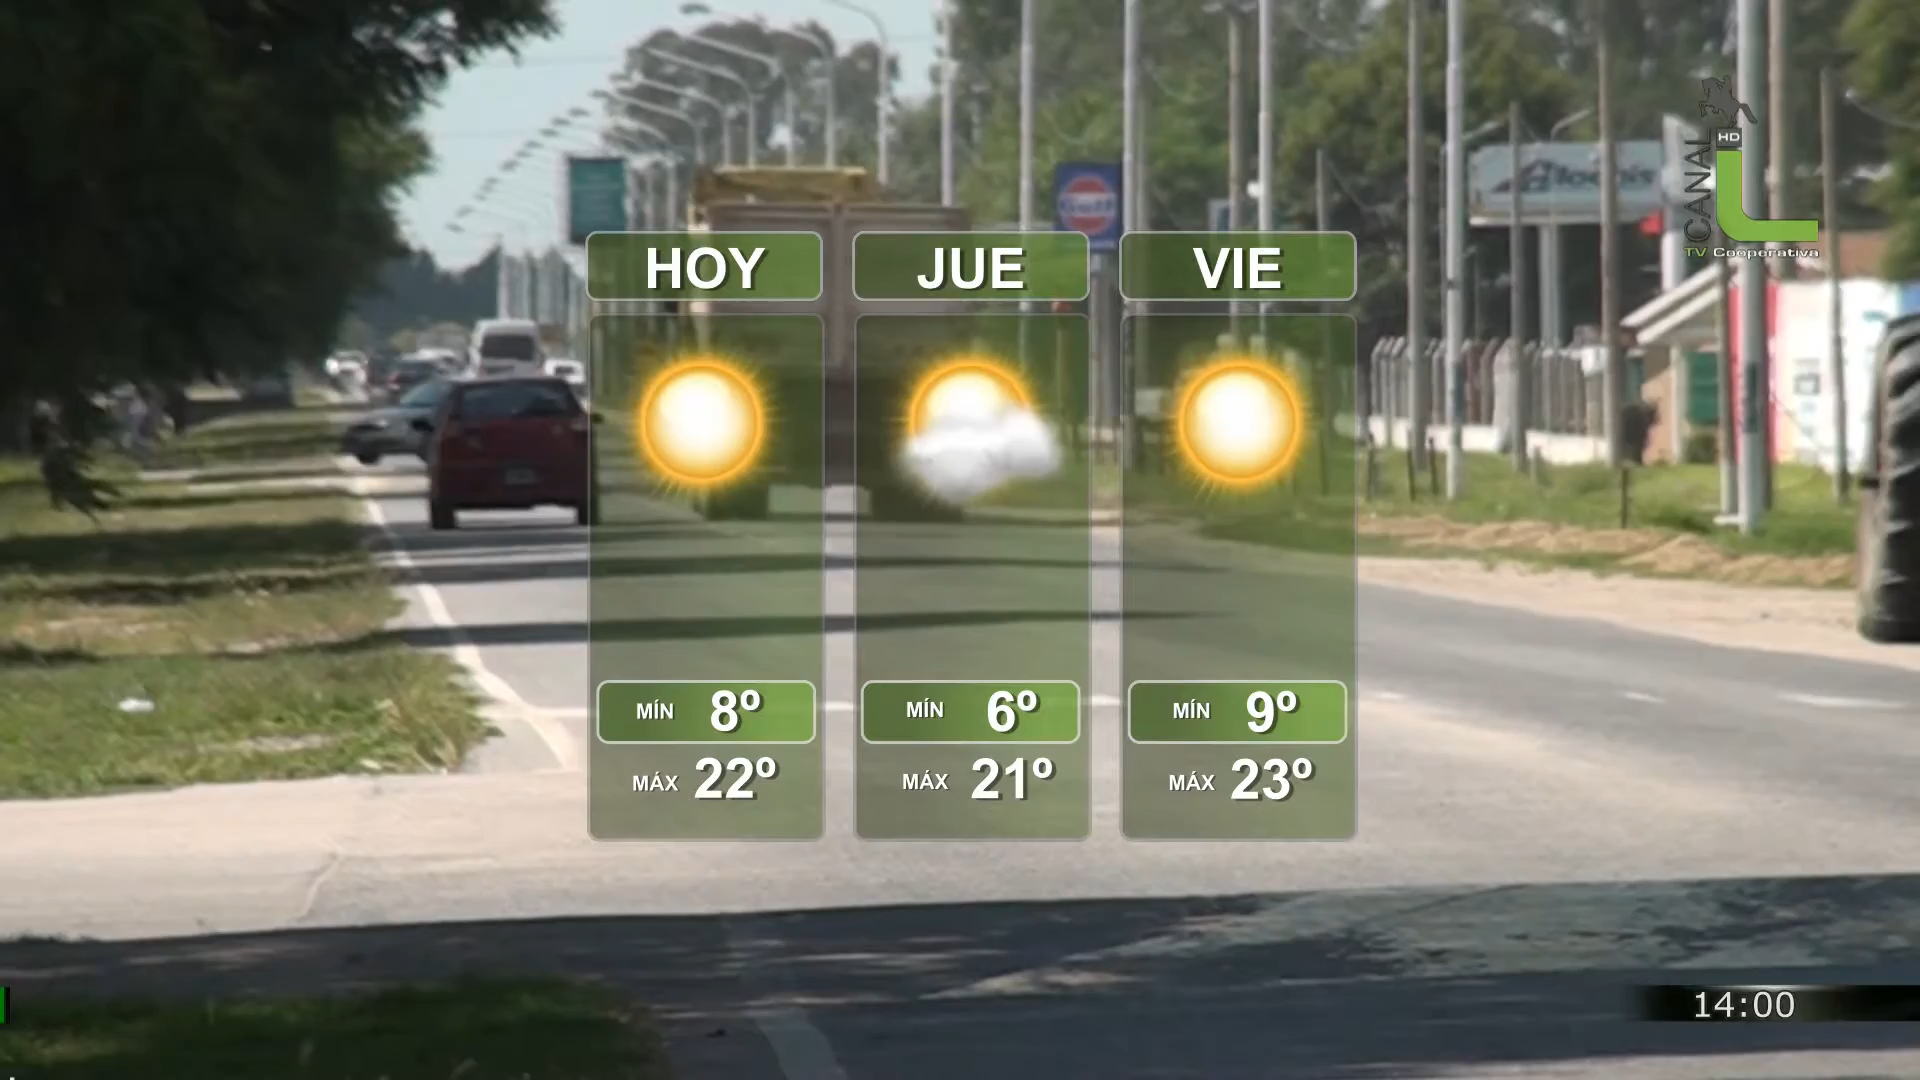 HOY
JUE
VIE
MÍN 8º
MÍN 6º
MÍN 9º
MÁX 22º
MÁX 21º
MÁX 23º
CANAL
HD
TV Cooperativa
Gulf
14:00